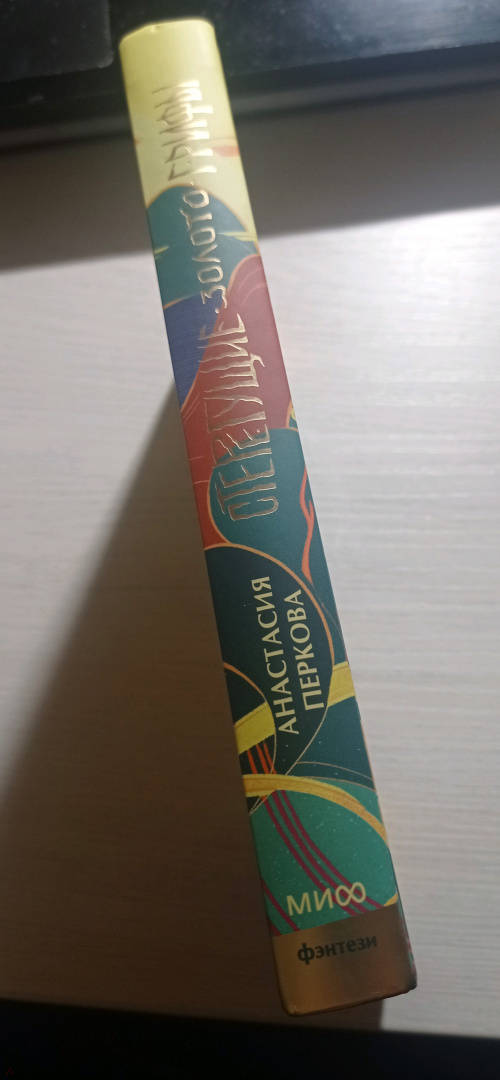 СТЕРЕГУЩИЕ·ЗОЛОТО·ГРИФЫ
АНАСТАСИЯ
ПЕРКОВА
МИФ
фэнтези